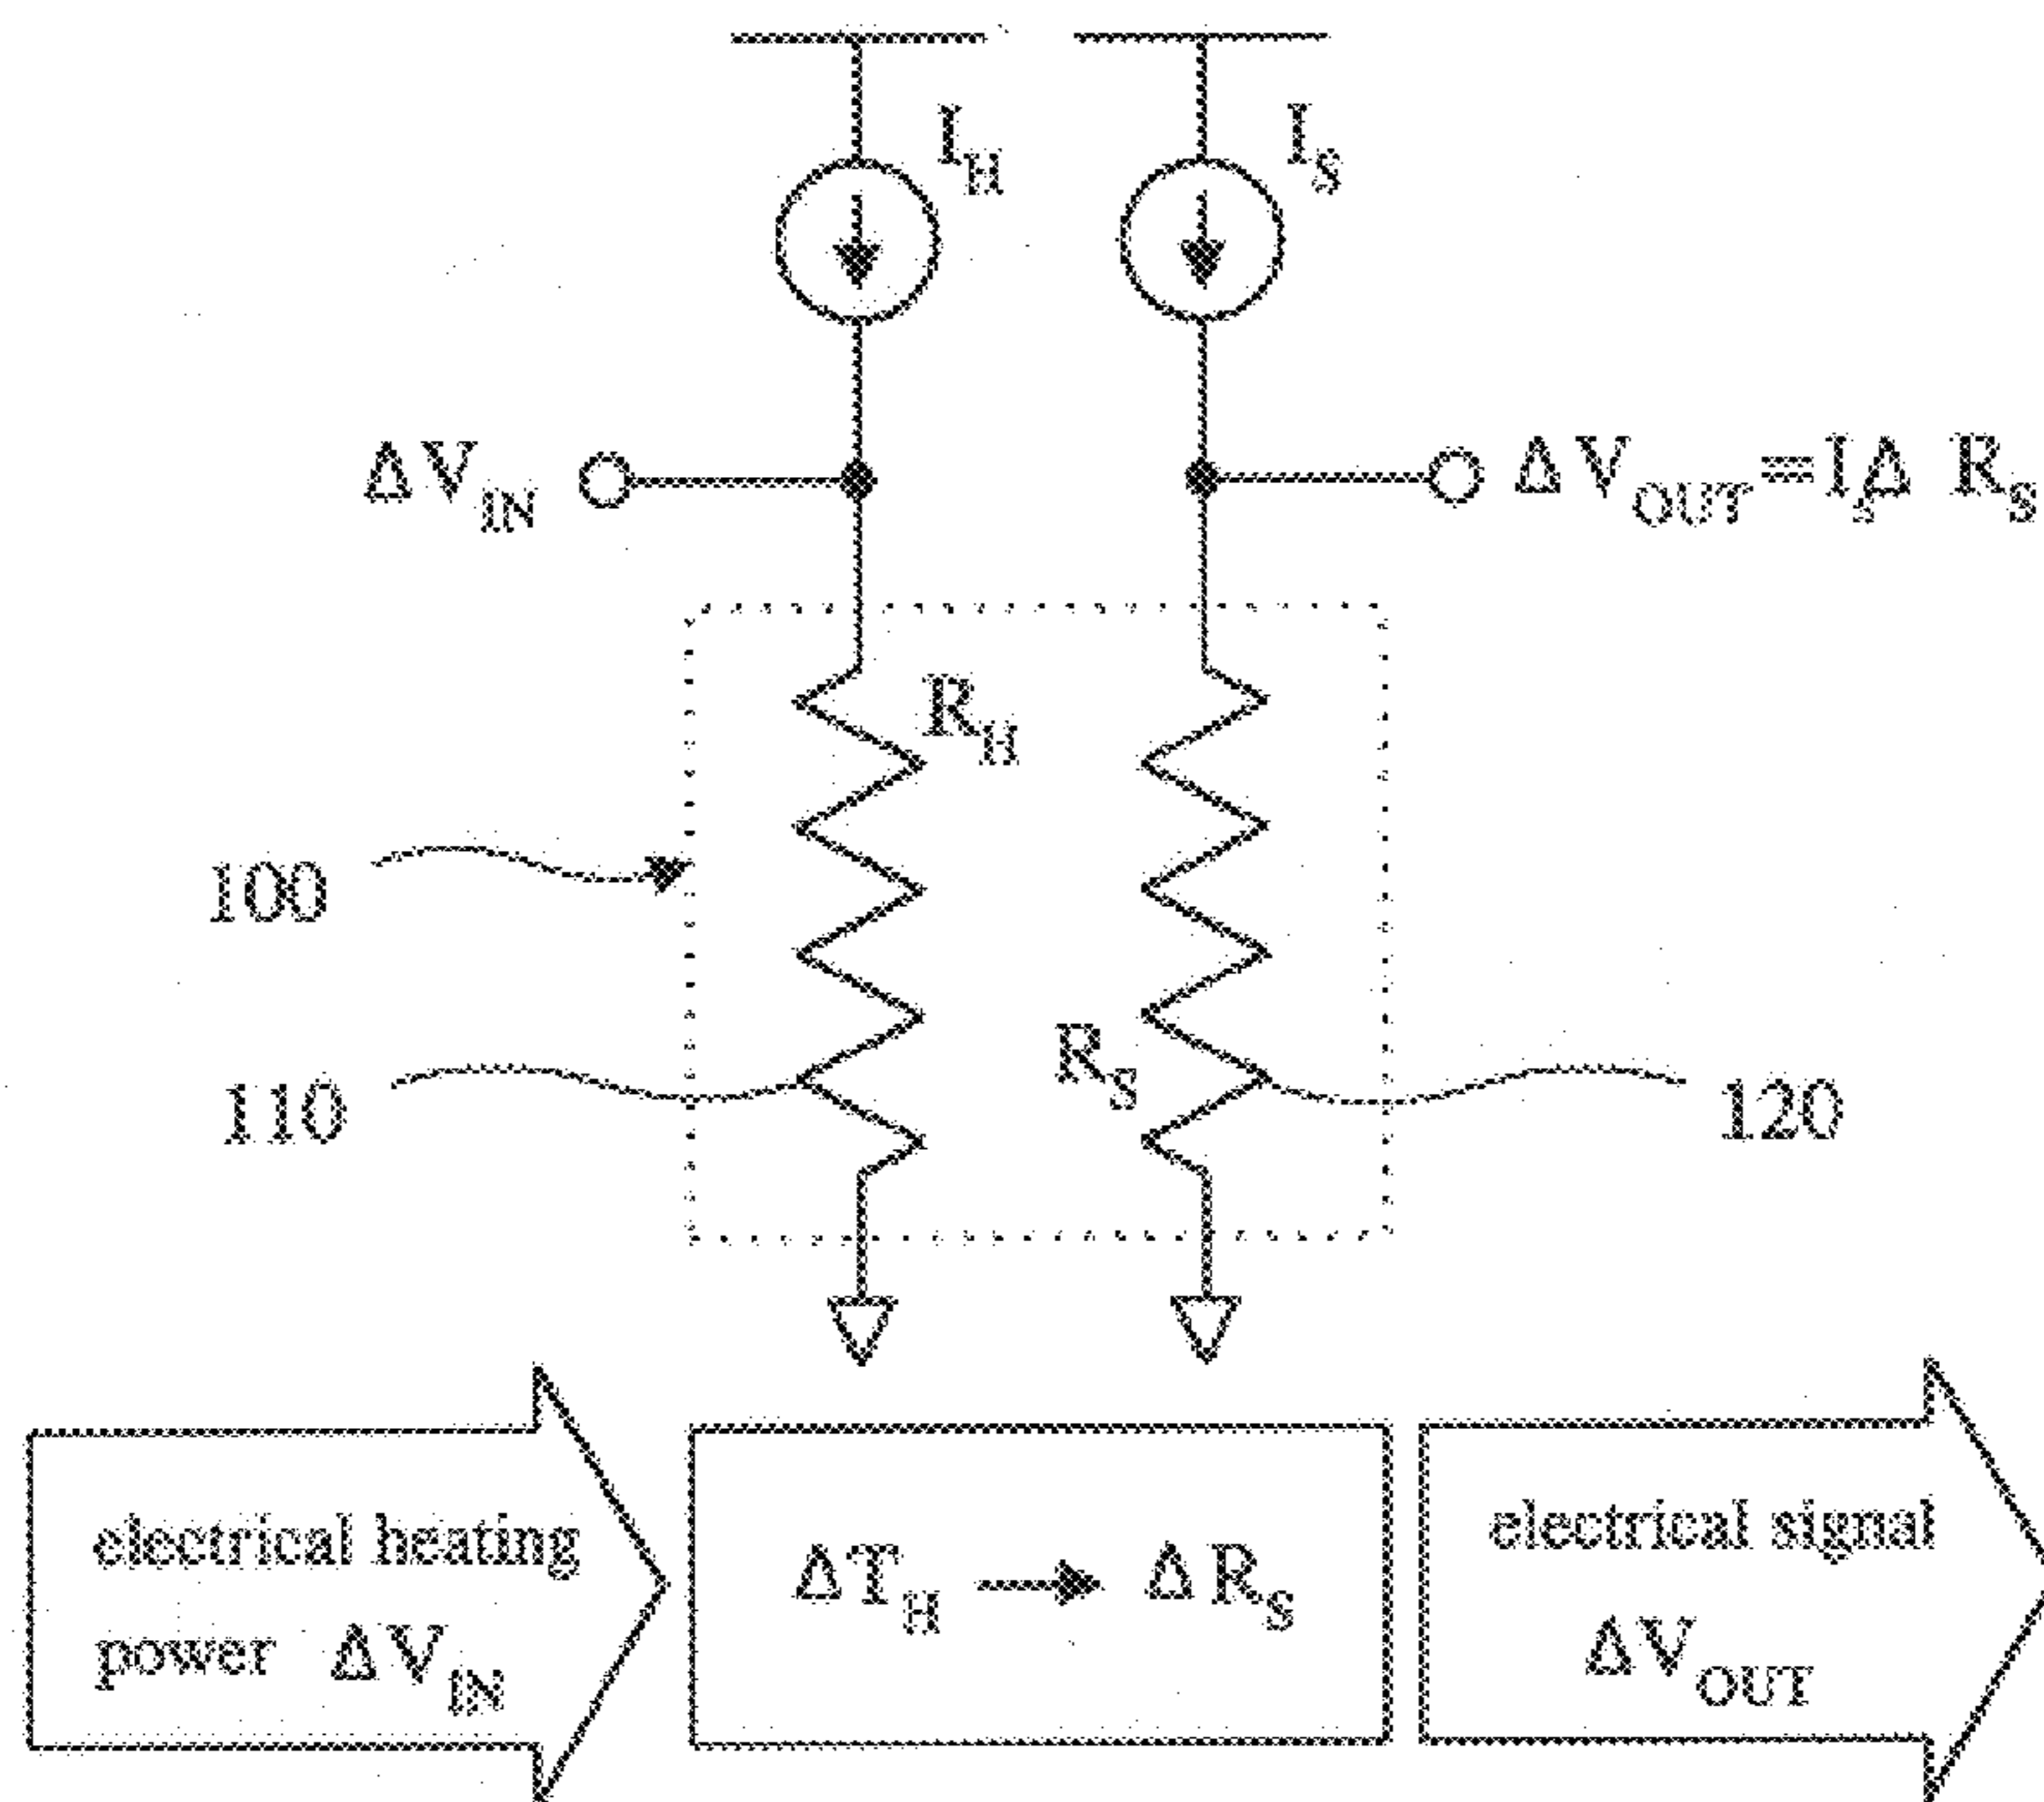 I_H I_S
ΔV_IN ΔV_OUT=I_SΔ R_S
R_H
100
R_S
110 120
electrical heating
power ΔV_IN
ΔT_H → ΔR_S
electrical signal
ΔV_OUT